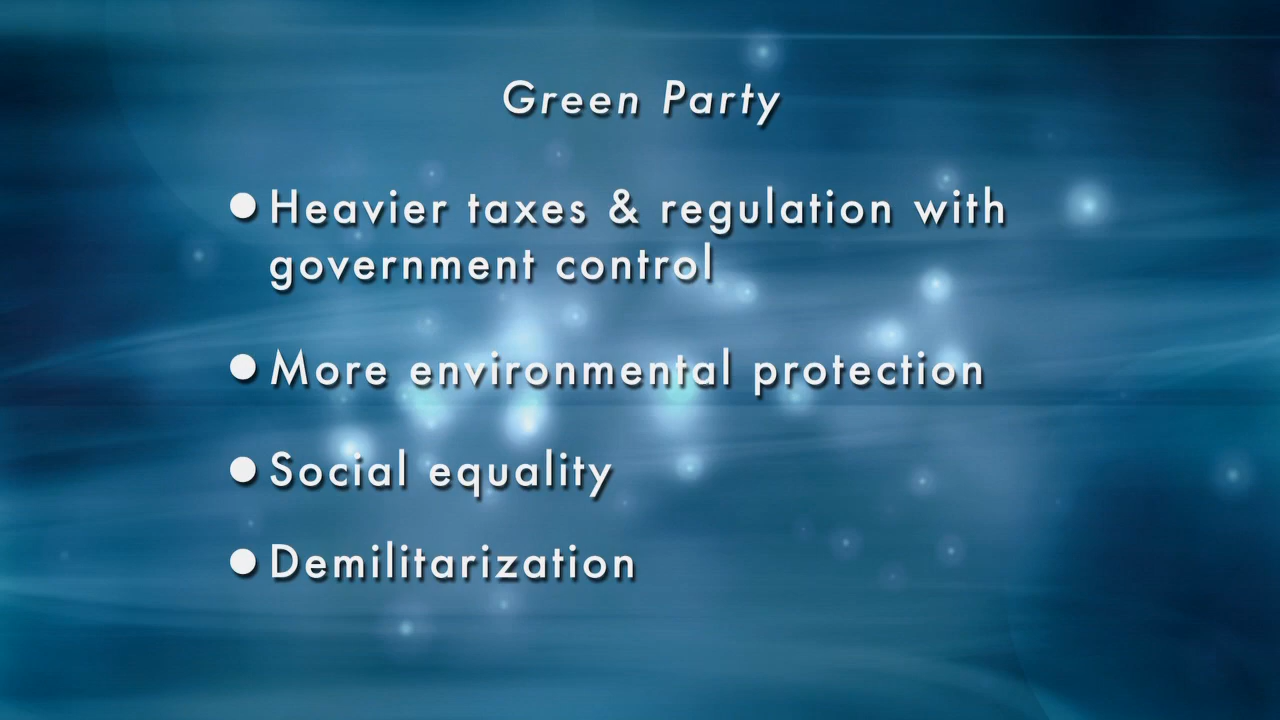 Green Party
● Heavier taxes & regulation with
government control
● More environmental protection
● Social equality
● Demilitarization